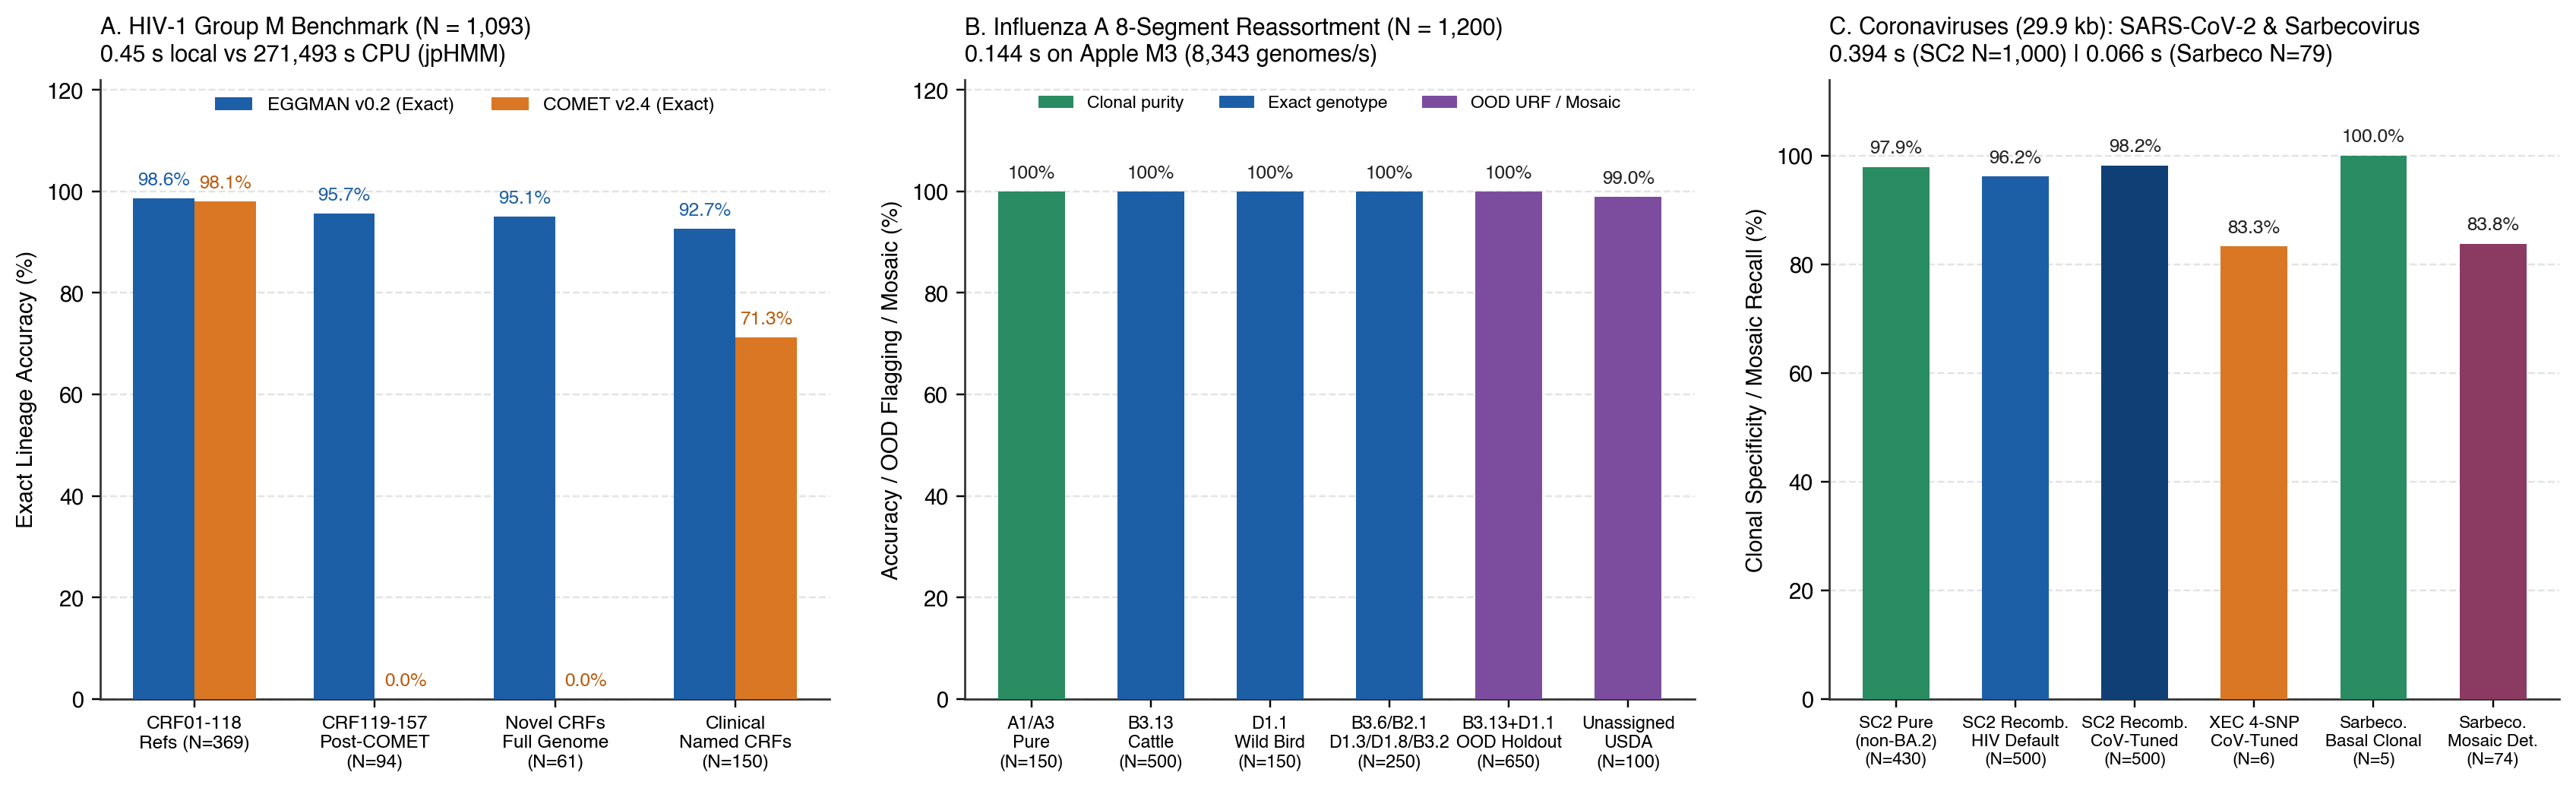 A. HIV-1 Group M Benchmark (N = 1,093)
0.45 s local vs 271,493 s CPU (jpHMM)
EGGMAN v0.2 (Exact)
COMET v2.4 (Exact)
Exact Lineage Accuracy (%)
120
100
80
60
40
20
0
98.6%
98.1%
95.7%
0.0%
95.1%
0.0%
92.7%
71.3%
CRF01-118
Refs (N=369)
CRF119-157
Post-COMET
(N=94)
Novel CRFs
Full Genome
(N=61)
Clinical
Named CRFs
(N=150)
B. Influenza A 8-Segment Reassortment (N = 1,200)
0.144 s on Apple M3 (8,343 genomes/s)
Clonal purity
Exact genotype
OOD URF / Mosaic
Accuracy / OOD Flagging / Mosaic (%)
120
100
80
60
40
20
0
100%
100%
100%
100%
100%
99.0%
A1/A3
Pure
(N=150)
B3.13
Cattle
(N=500)
D1.1
Wild Bird
(N=150)
B3.6/B2.1
D1.3/D1.8/B3.2
(N=250)
B3.13+D1.1
OOD Holdout
(N=650)
Unassigned
USDA
(N=100)
C. Coronaviruses (29.9 kb): SARS-CoV-2 & Sarbecovirus
0.394 s (SC2 N=1,000) | 0.066 s (Sarbeco N=79)
Clonal Specificity / Mosaic Recall (%)
100
80
60
40
20
0
97.9%
96.2%
98.2%
83.3%
100.0%
83.8%
SC2 Pure
(non-BA.2)
(N=430)
SC2 Recomb.
HIV Default
(N=500)
SC2 Recomb.
CoV-Tuned
(N=500)
XEC 4-SNP
CoV-Tuned
(N=6)
Sarbeco.
Basal Clonal
(N=5)
Sarbeco.
Mosaic Det.
(N=74)